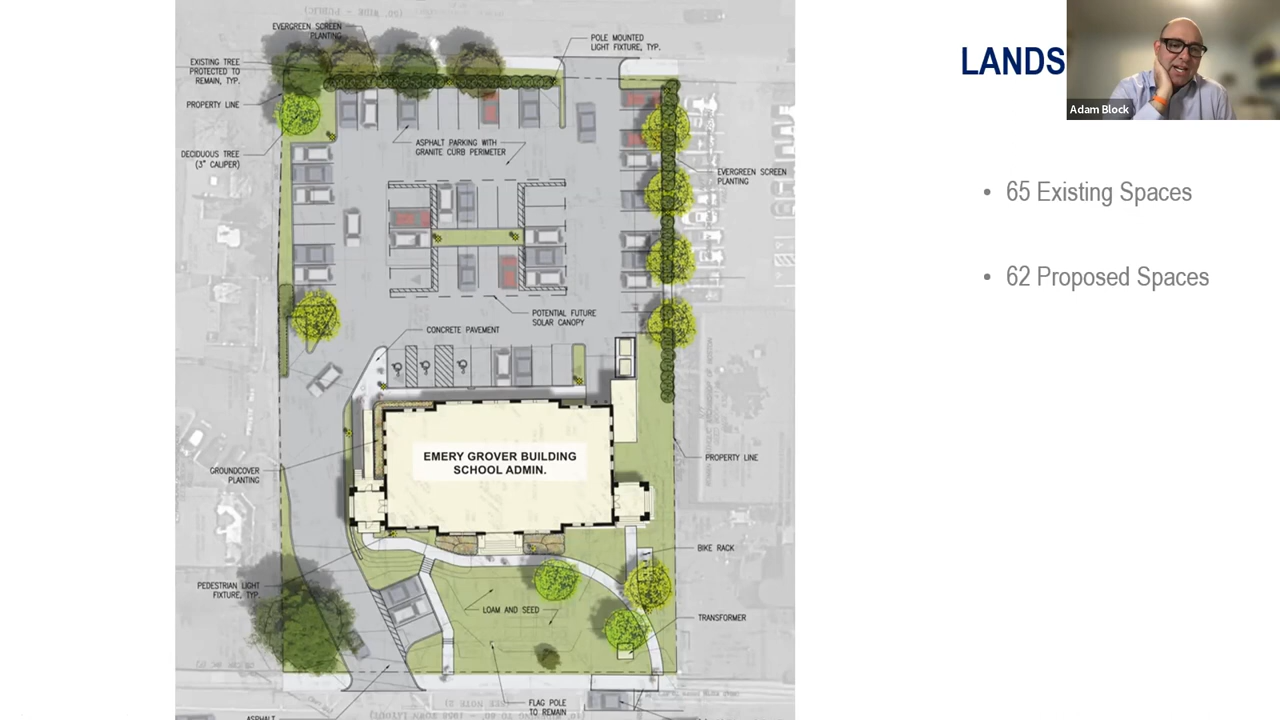 EVERGREEN SCREEN
PLANTING
POLE MOUNTED
LIGHT FIXTURE, TYP.
LANDS
Adam Block
EXISTING TREE
PROTECTED TO
REMAIN, TYP.
PROPERTY LINE
DECIDUOUS TREE
(3" CALIPER)
ASPHALT PARKING WITH
GRANITE CURB PERIMETER
EVERGREEN SCREEN
PLANTING
• 65 Existing Spaces
• 62 Proposed Spaces
POTENTIAL FUTURE
SOLAR CANOPY
CONCRETE PAVEMENT
EMERY GROVER BUILDING
SCHOOL ADMIN.
GROUNDCOVER
PLANTING
PROPERTY LINE
BIKE RACK
PEDESTRIAN LIGHT
FIXTURE, TYP.
LOAM AND SEED
TRANSFORMER
FLAG POLE
TO REMAIN
ASPHALT